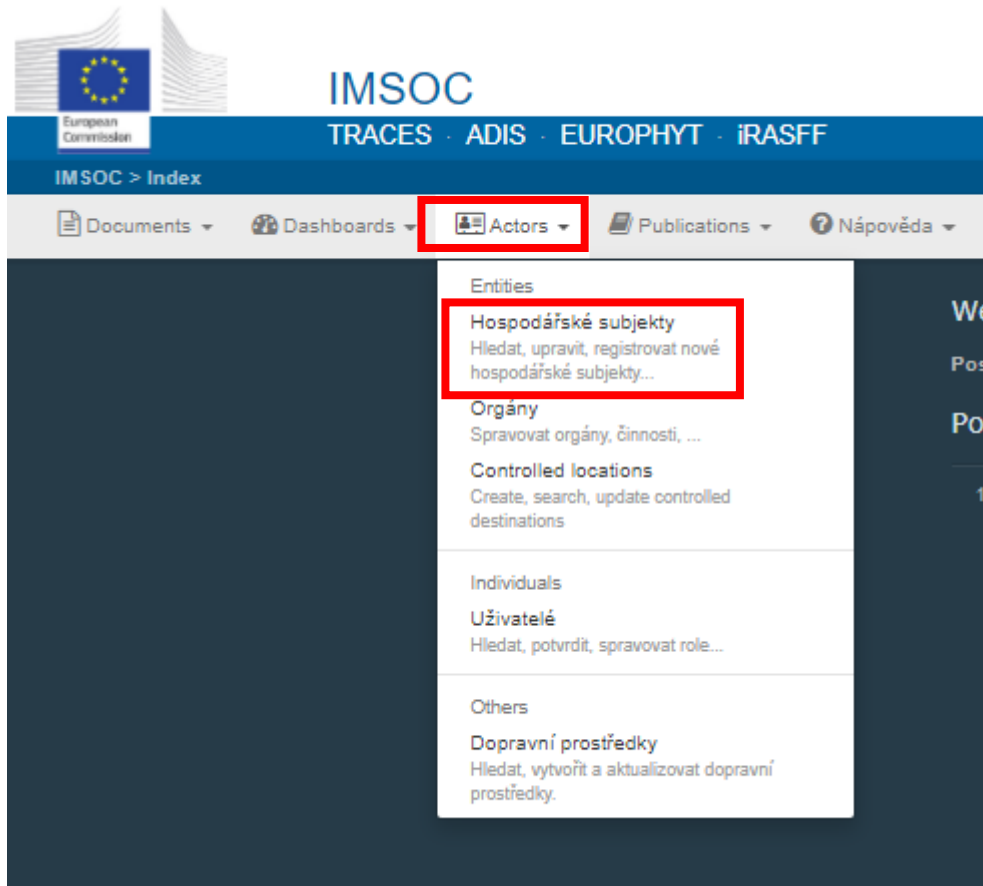 European
Commission
IMSOC
TRACES · ADIS · EUROPHYT · iRASFF
IMSOC > Index
Documents Dashboards Actors Publications Nápověda
Entities
Hospodářské subjekty
Hledat, upravit, registrovat nové
hospodářské subjekty...
Orgány
Spravovat orgány, činnosti, ...
Controlled locations
Create, search, update controlled
destinations
Individuals
Uživatelé
Hledat, potvrdit, spravovat role...
Others
Dopravní prostředky
Hledat, vytvořit a aktualizovat dopravní
prostředky.